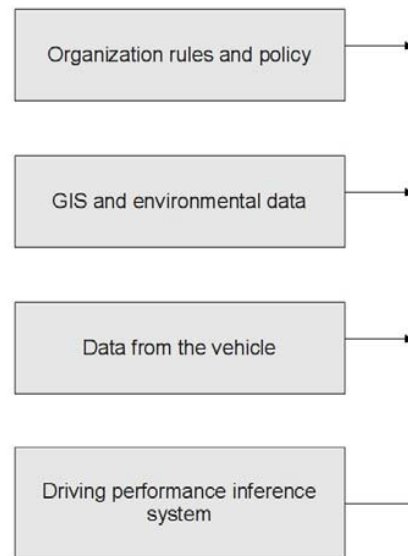 Organization rules and policy
GIS and environmental data
Data from the vehicle
Driving performance inference
system